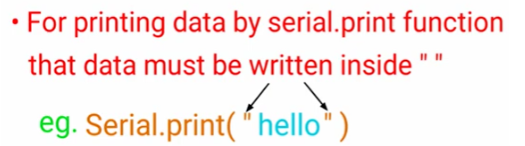 • For printing data by serial.print function
that data must be written inside " "
eg. Serial.print( " hello" )